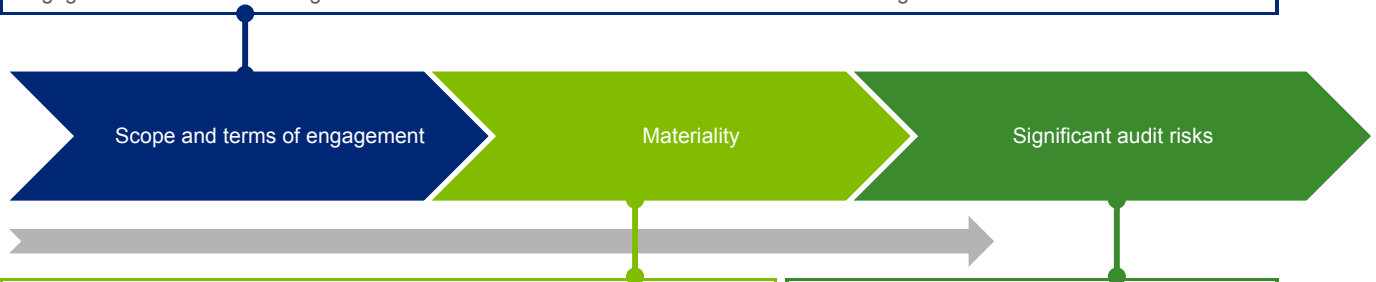 Scope and terms of engagement
Materiality
Significant audit risks